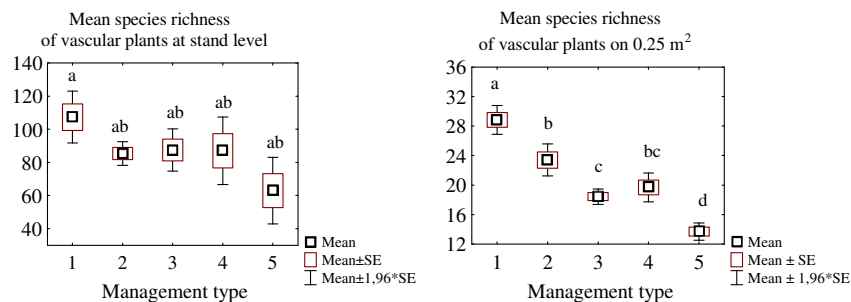 Mean species richness
of vascular plants at stand level
140
120
100
80
60
40
a
ab
ab
ab
ab
1 2 3 4 5
Management type
Mean
Mean±SE
Mean±1,96*SE
Mean species richness
of vascular plants on 0.25 m²
36
32
28
24
20
16
12
a
b
c
bc
d
1 2 3 4 5
Management type
Mean
Mean ± SE
Mean ± 1,96*SE